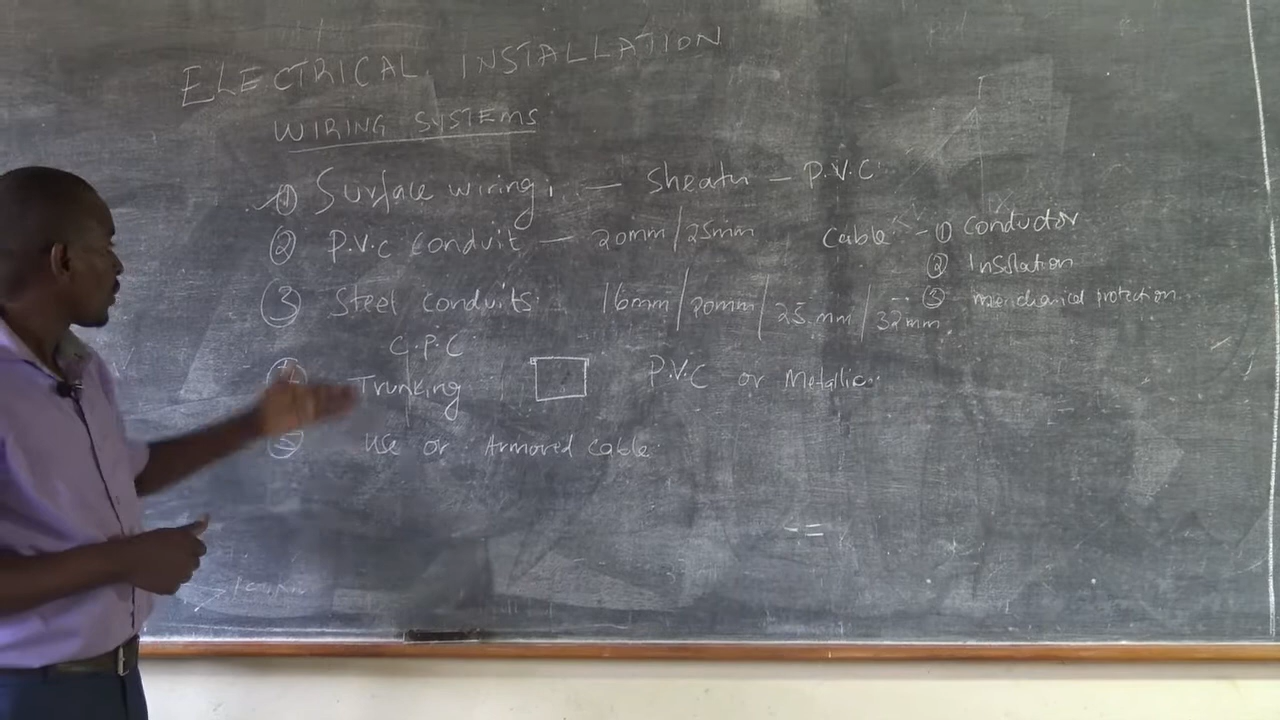 ELECTRICAL INSTALLATION
WIRING SYSTEMS
① Surface wiring, — Sheath — P.V.C
② P.V.C conduit — 20mm/25mm
③ Steel conduits 16mm/20mm/25mm/32mm
C.P.C
④ Trunking P.V.C or Metallic
⑤ Use or Armored cable
Cable - ① Conductor
② Insulation
③ mechanical protection